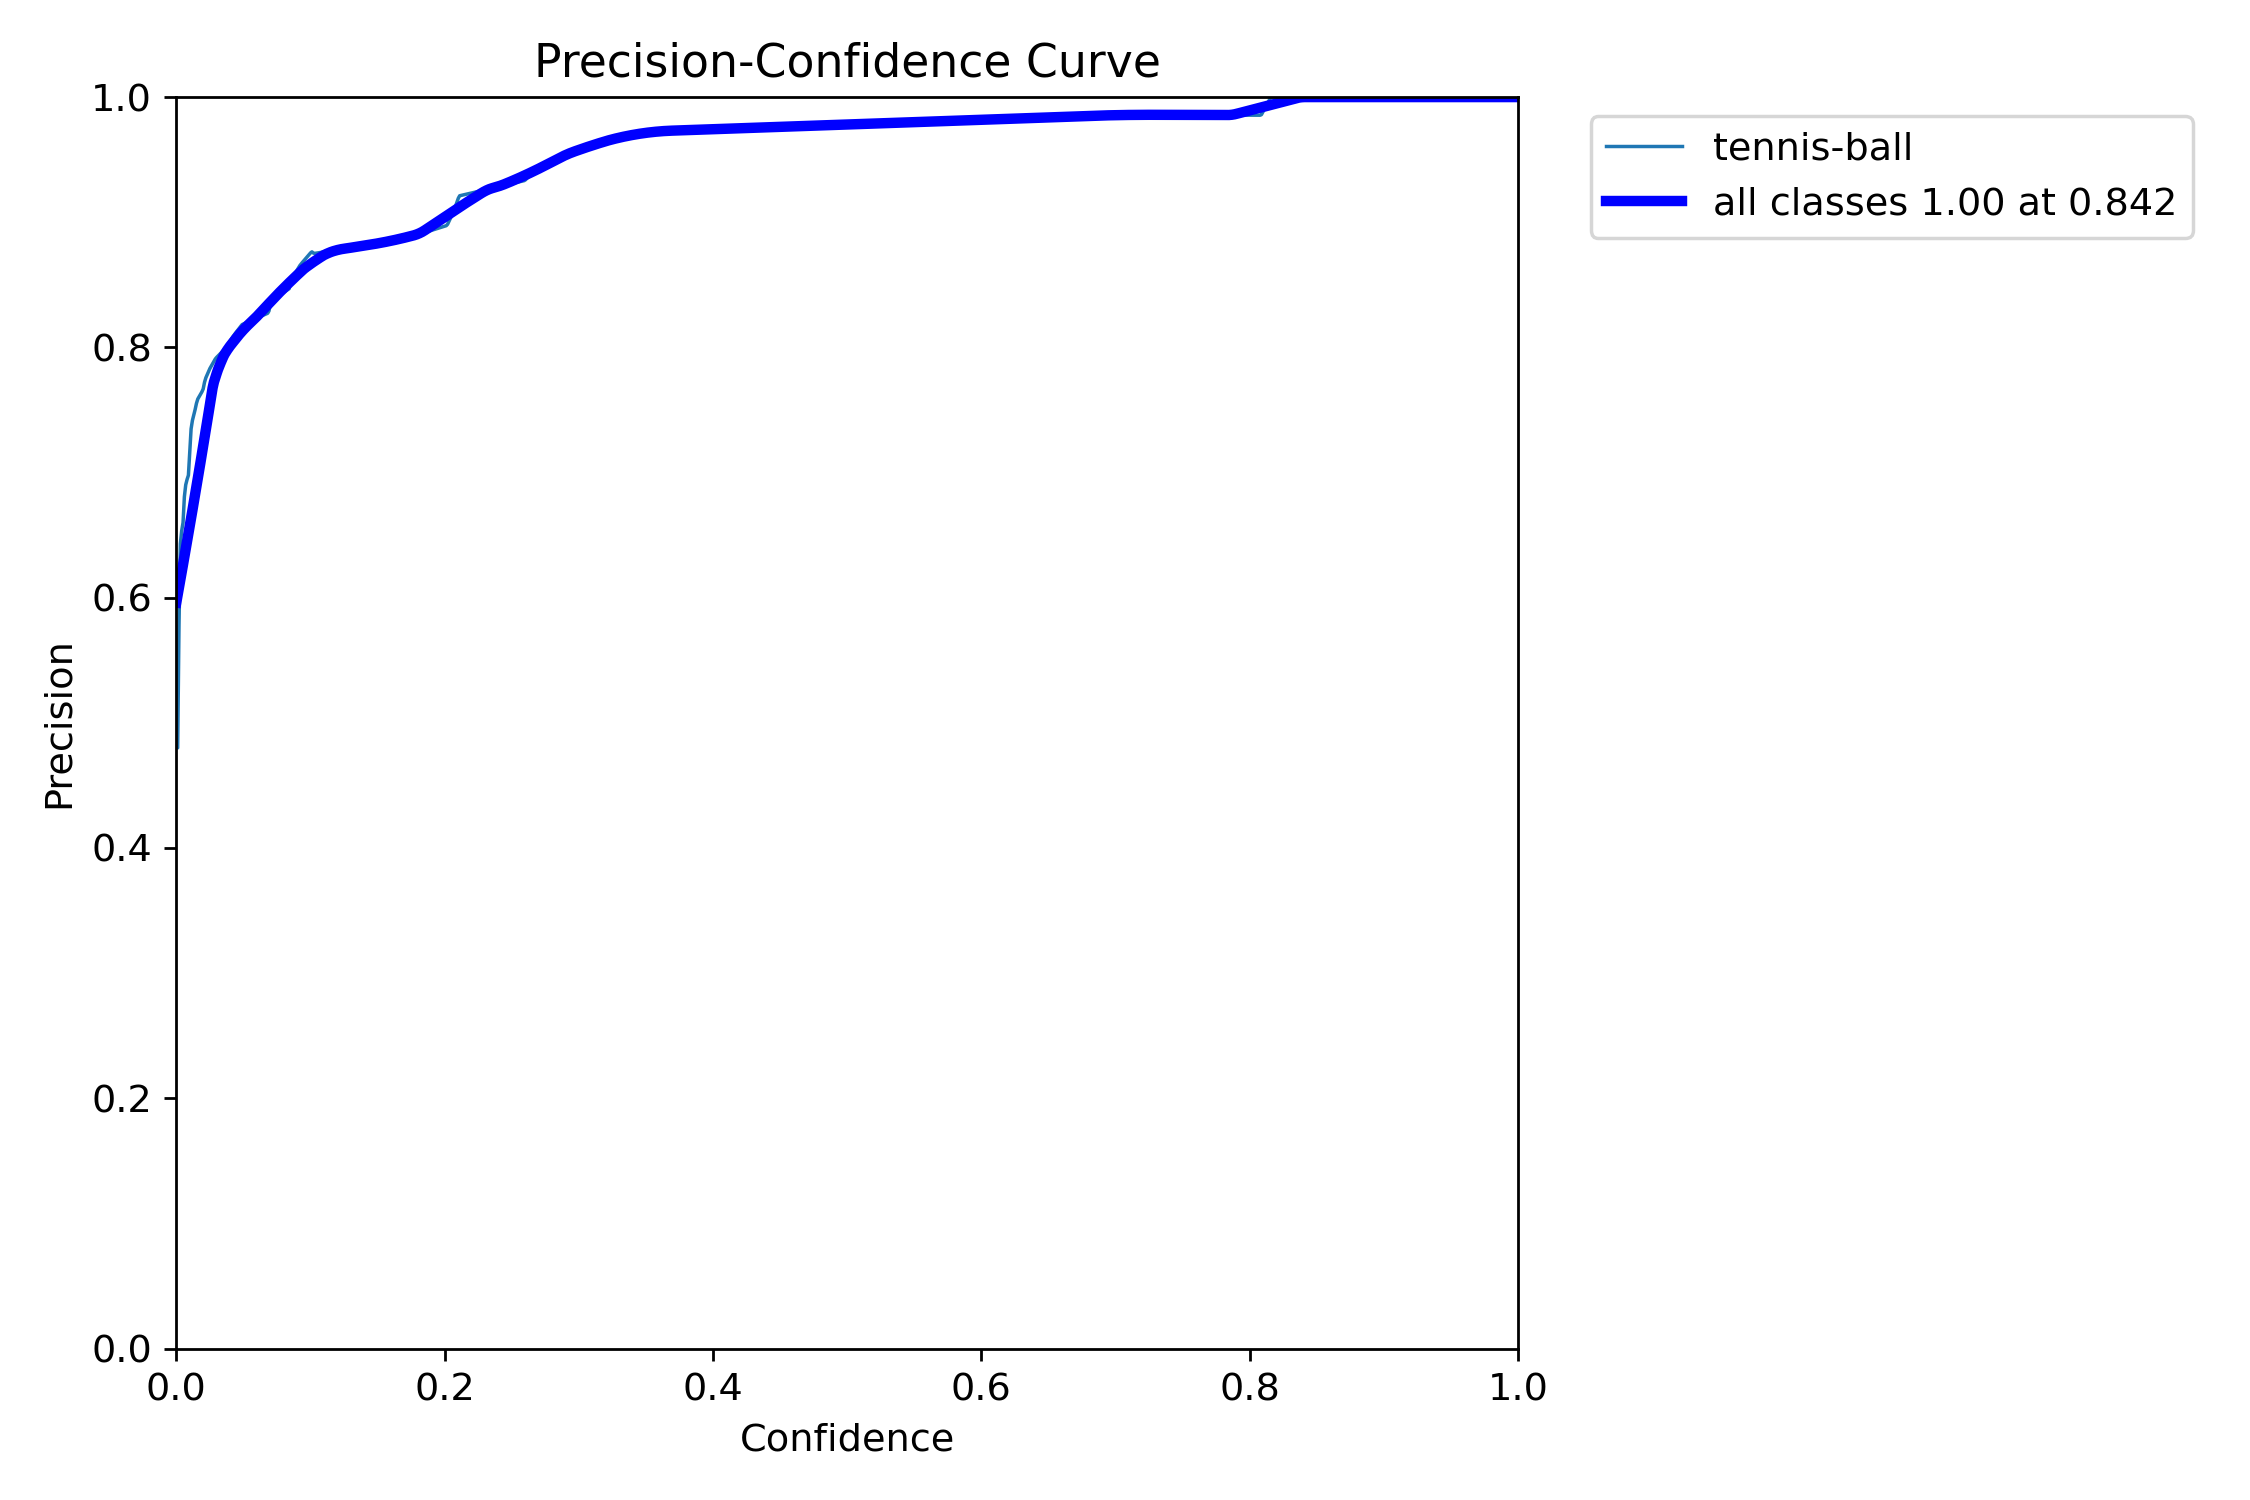 Precision-Confidence Curve
1.0
0.8
0.6
0.4
0.2
0.0
Precision
0.0 0.2 0.4 0.6 0.8 1.0
Confidence
tennis-ball
all classes 1.00 at 0.842